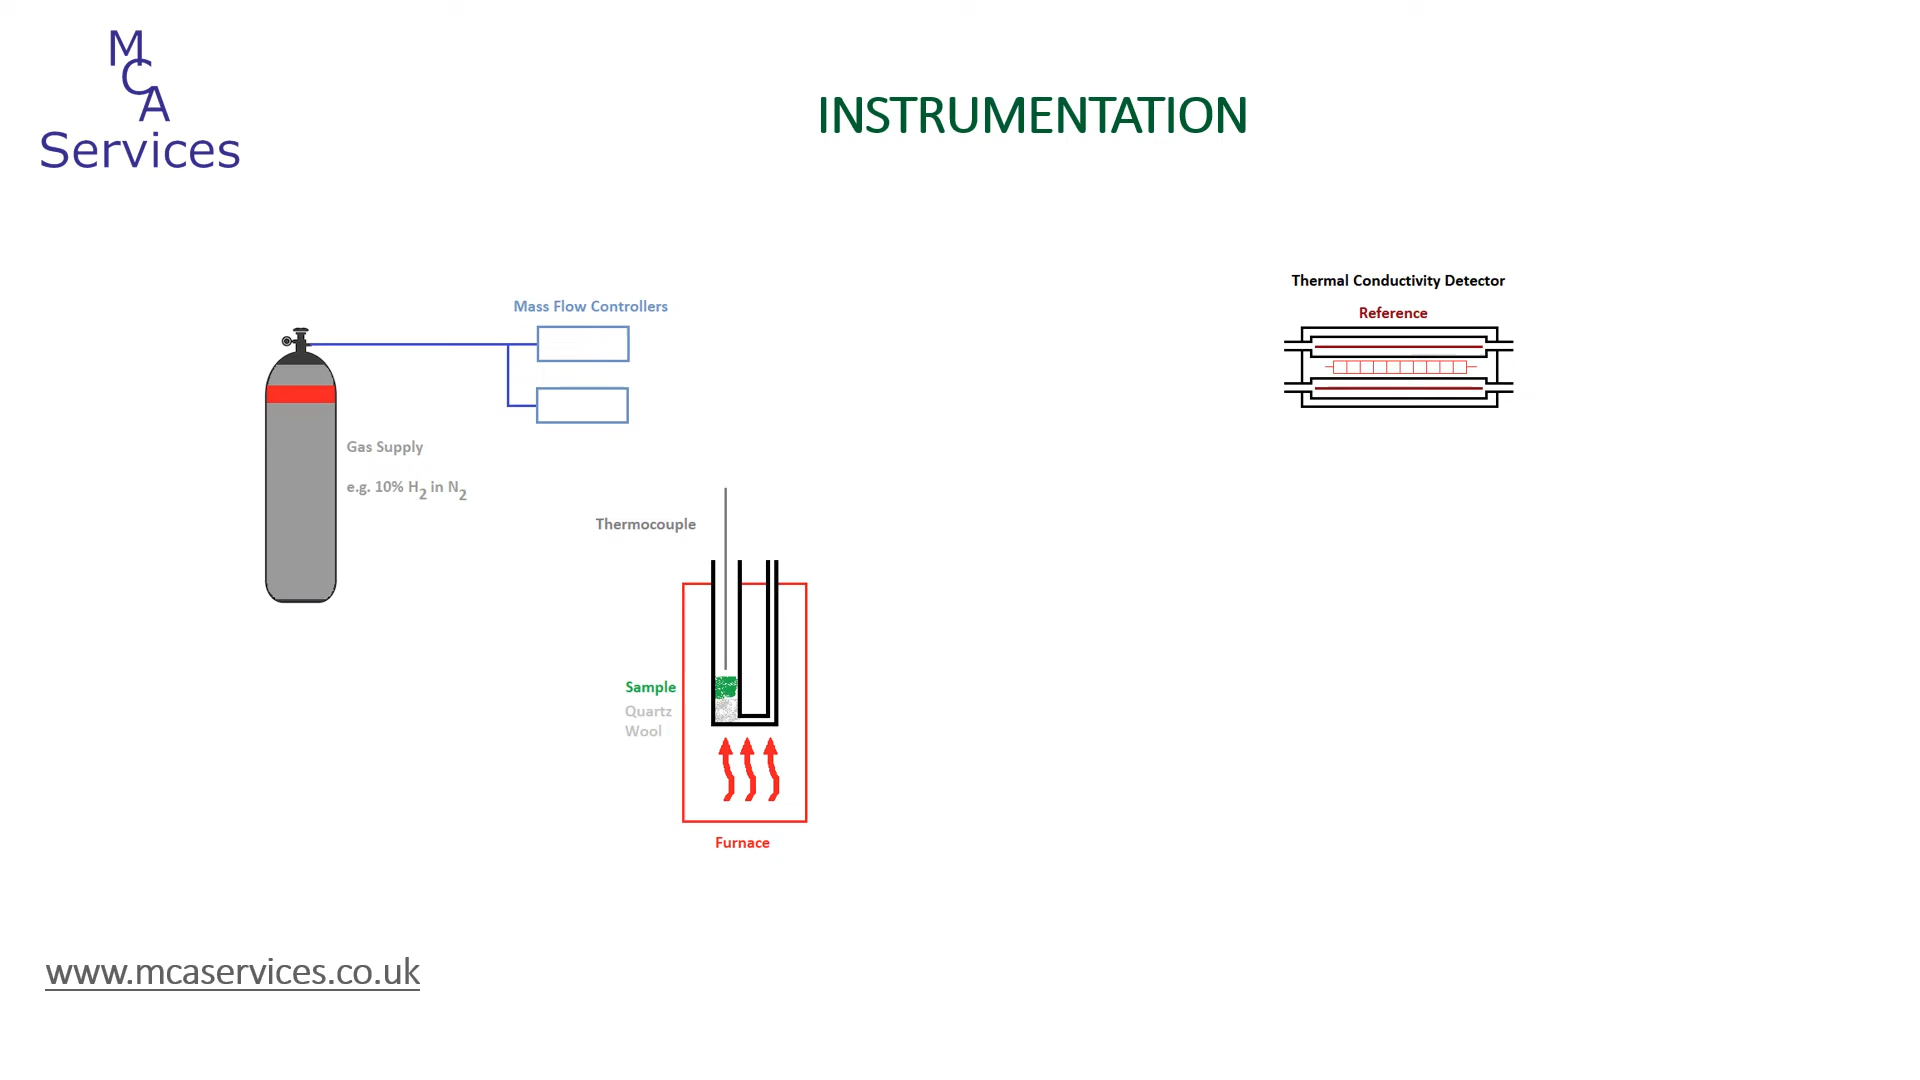 M
C
A
Services
INSTRUMENTATION
Thermal Conductivity Detector
Reference
Mass Flow Controllers
Gas Supply
e.g. 10% H2 in N2
Thermocouple
Sample
Quartz
Wool
Furnace
www.mcaservices.co.uk